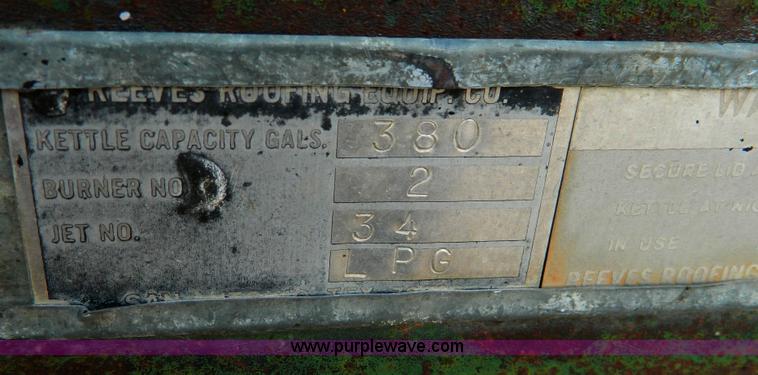 REEVES ROOFING EQUIP. CO.
KETTLE CAPACITY GALS. 380
BURNER NO. 2
JET NO. 34
LPG
SECURE LID
KETTLE AT
IN USE
REEVES ROOFING
www.purplewave.com